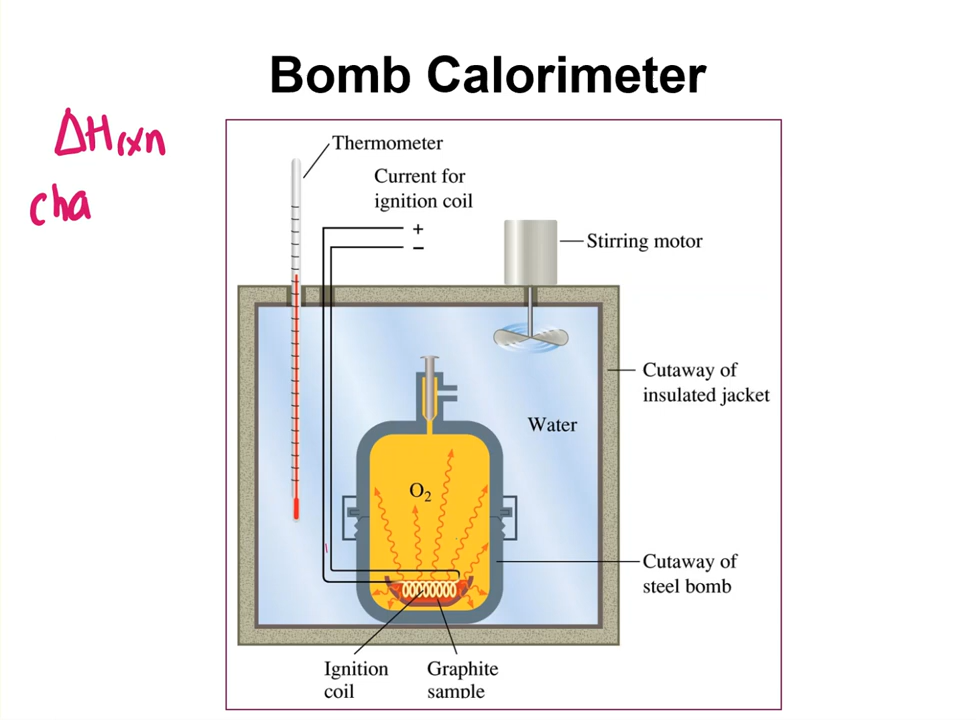 Bomb Calorimeter
ΔHrxn
cha
Thermometer
Current for
ignition coil
+
−
Stirring motor
Cutaway of
insulated jacket
Water
O₂
Cutaway of
steel bomb
Ignition
coil
Graphite
sample